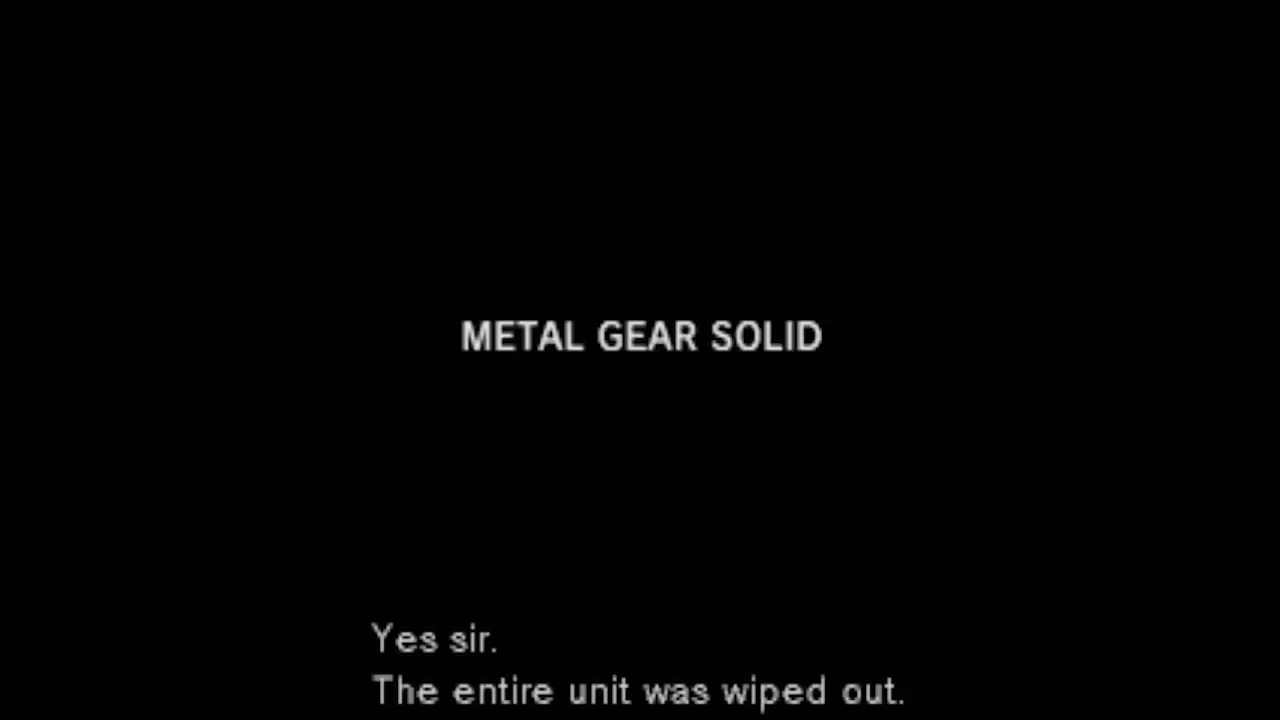 METAL GEAR SOLID
Yes sir.
The entire unit was wiped out.